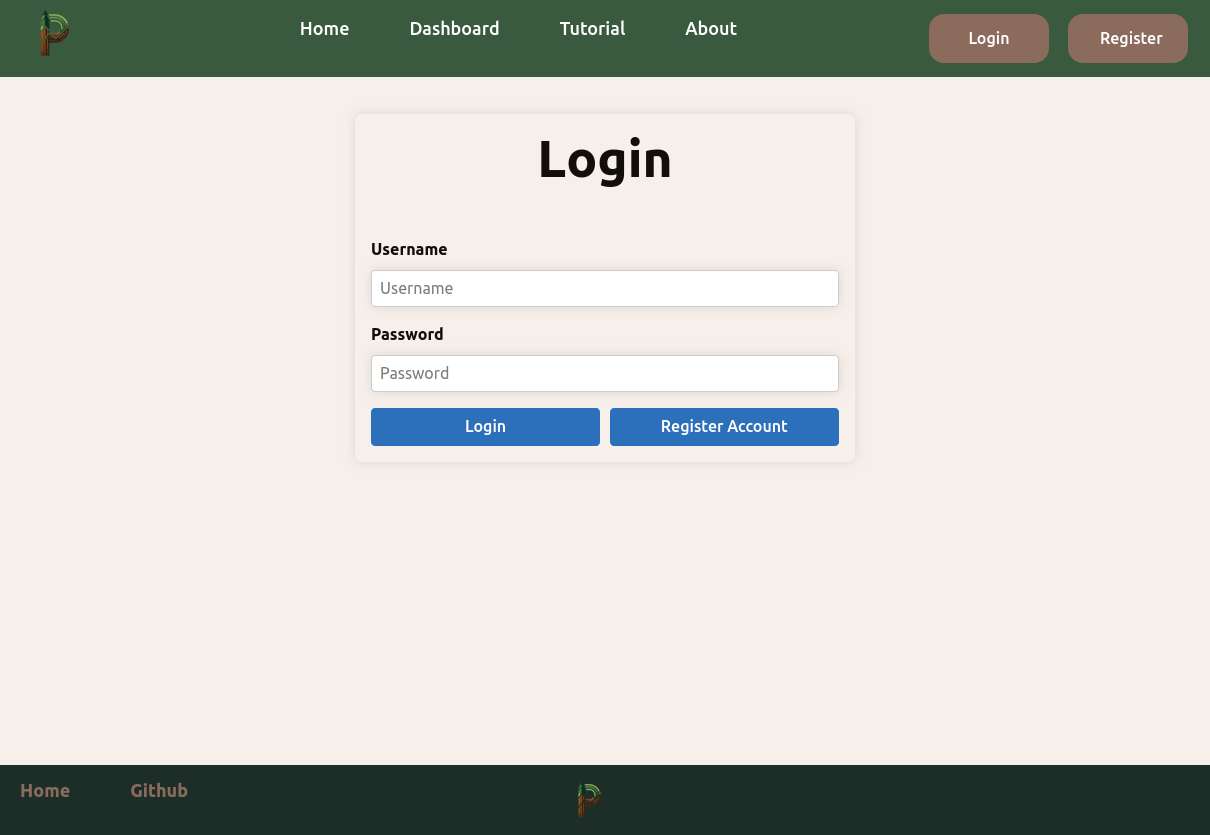 Home Dashboard Tutorial About Login Register
Login
Username
Username
Password
Password
Login Register Account
Home Github